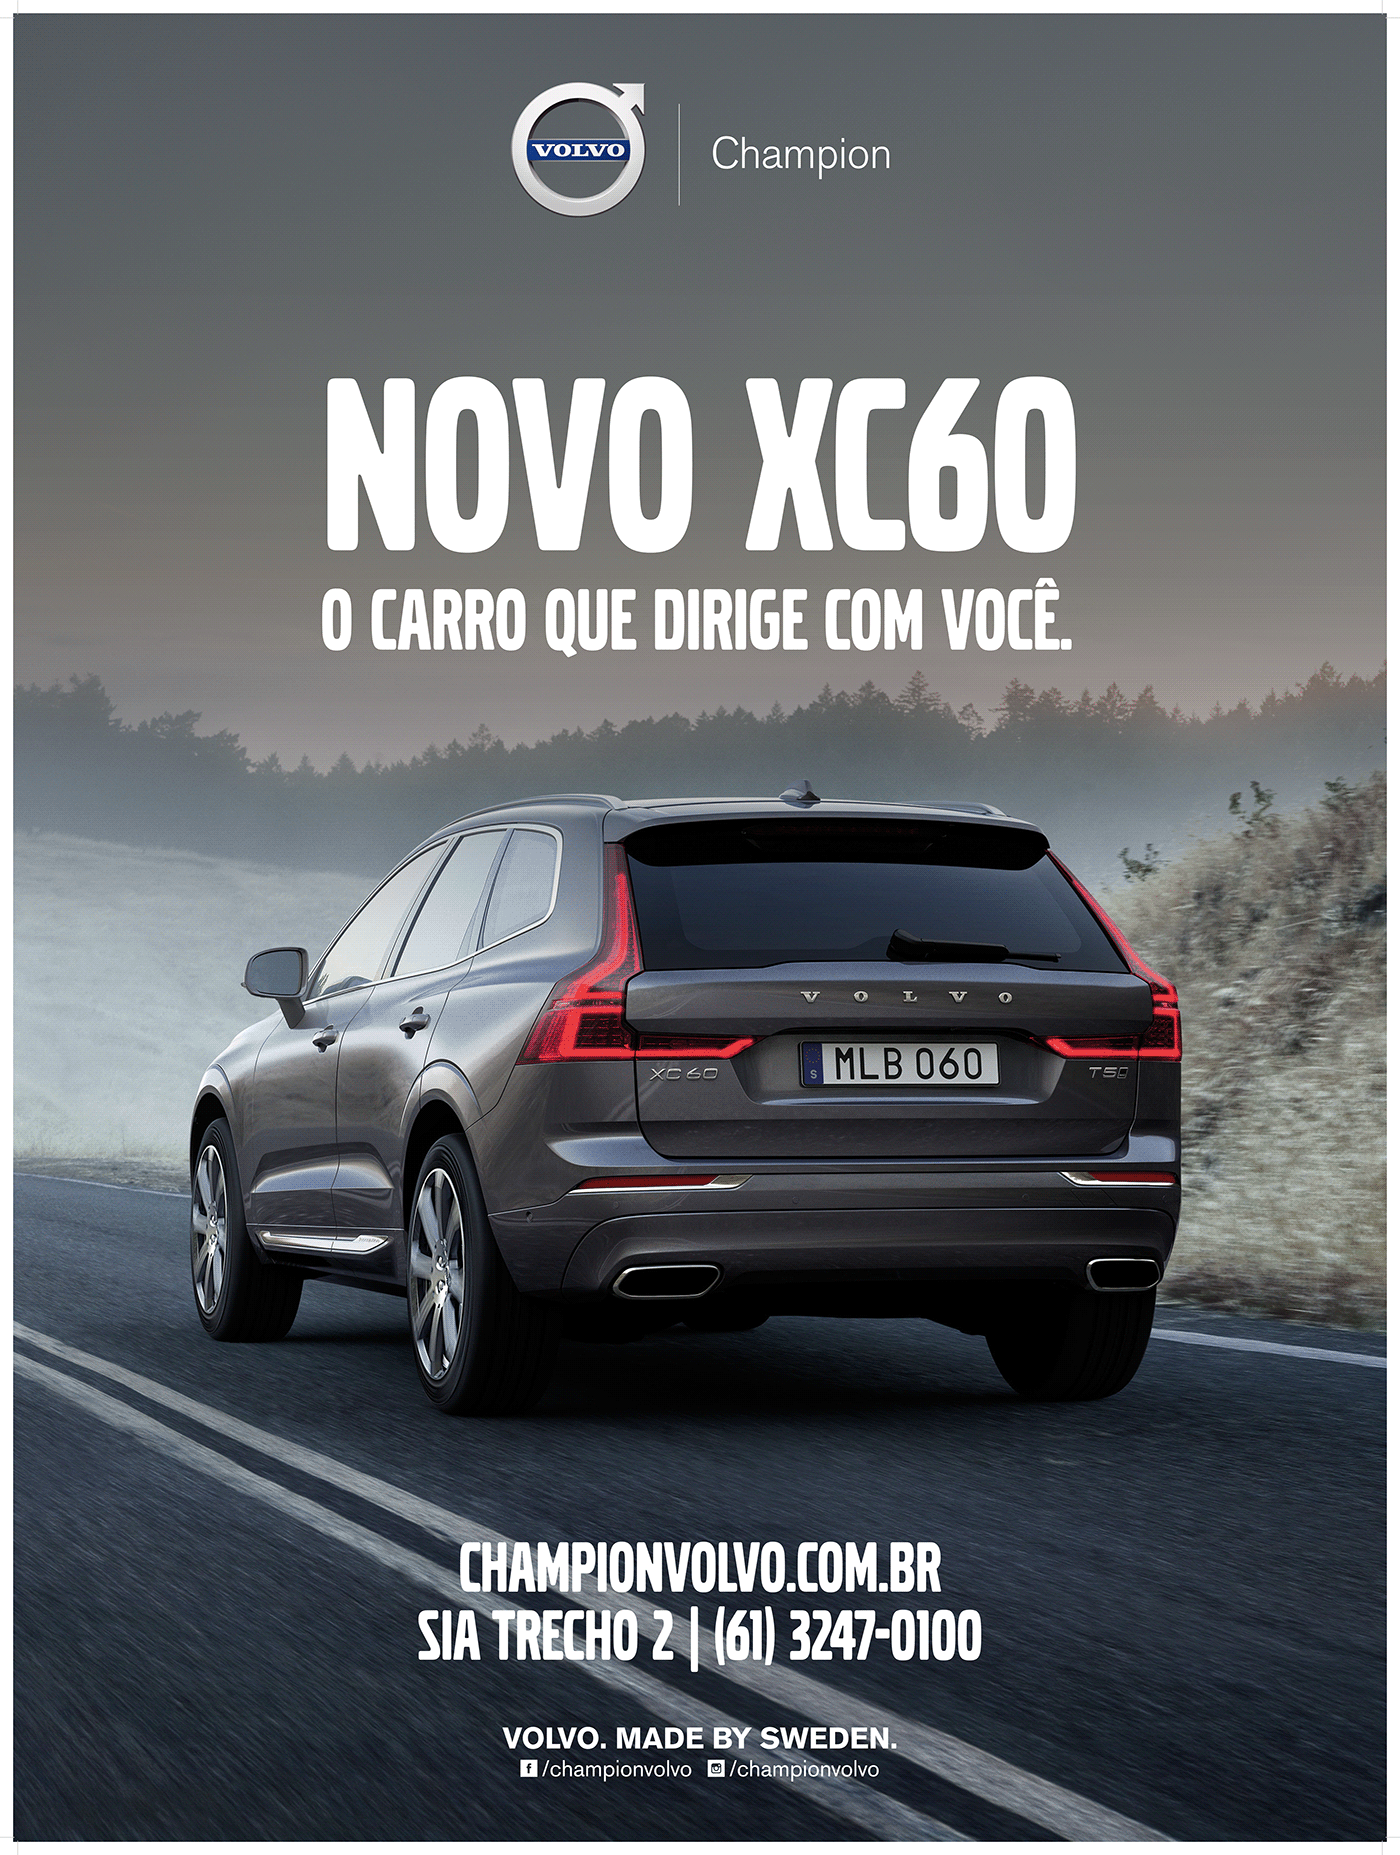 VOLVO
Champion
NOVO XC60
O CARRO QUE DIRIGE COM VOCÊ.
VOLVO
XC60
S
MLB 060
T5
CHAMPIONVOLVO.COM.BR
SIA TRECHO 2 | (61) 3247-0100
VOLVO. MADE BY SWEDEN.
/championvolvo /championvolvo